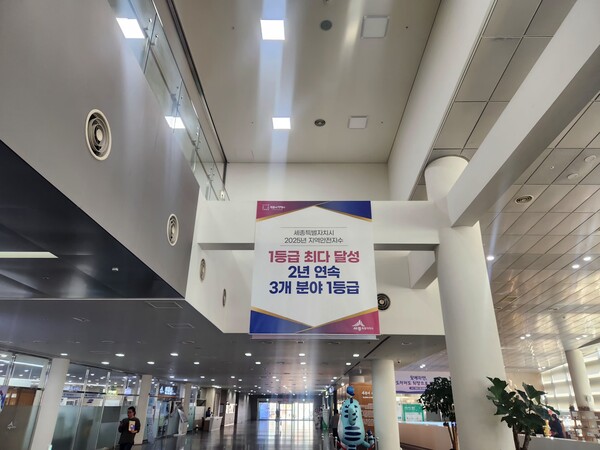 세종특별자치시
2025년 지역안전지수
1등급 최다 달성
2년 연속
3개 분야 1등급